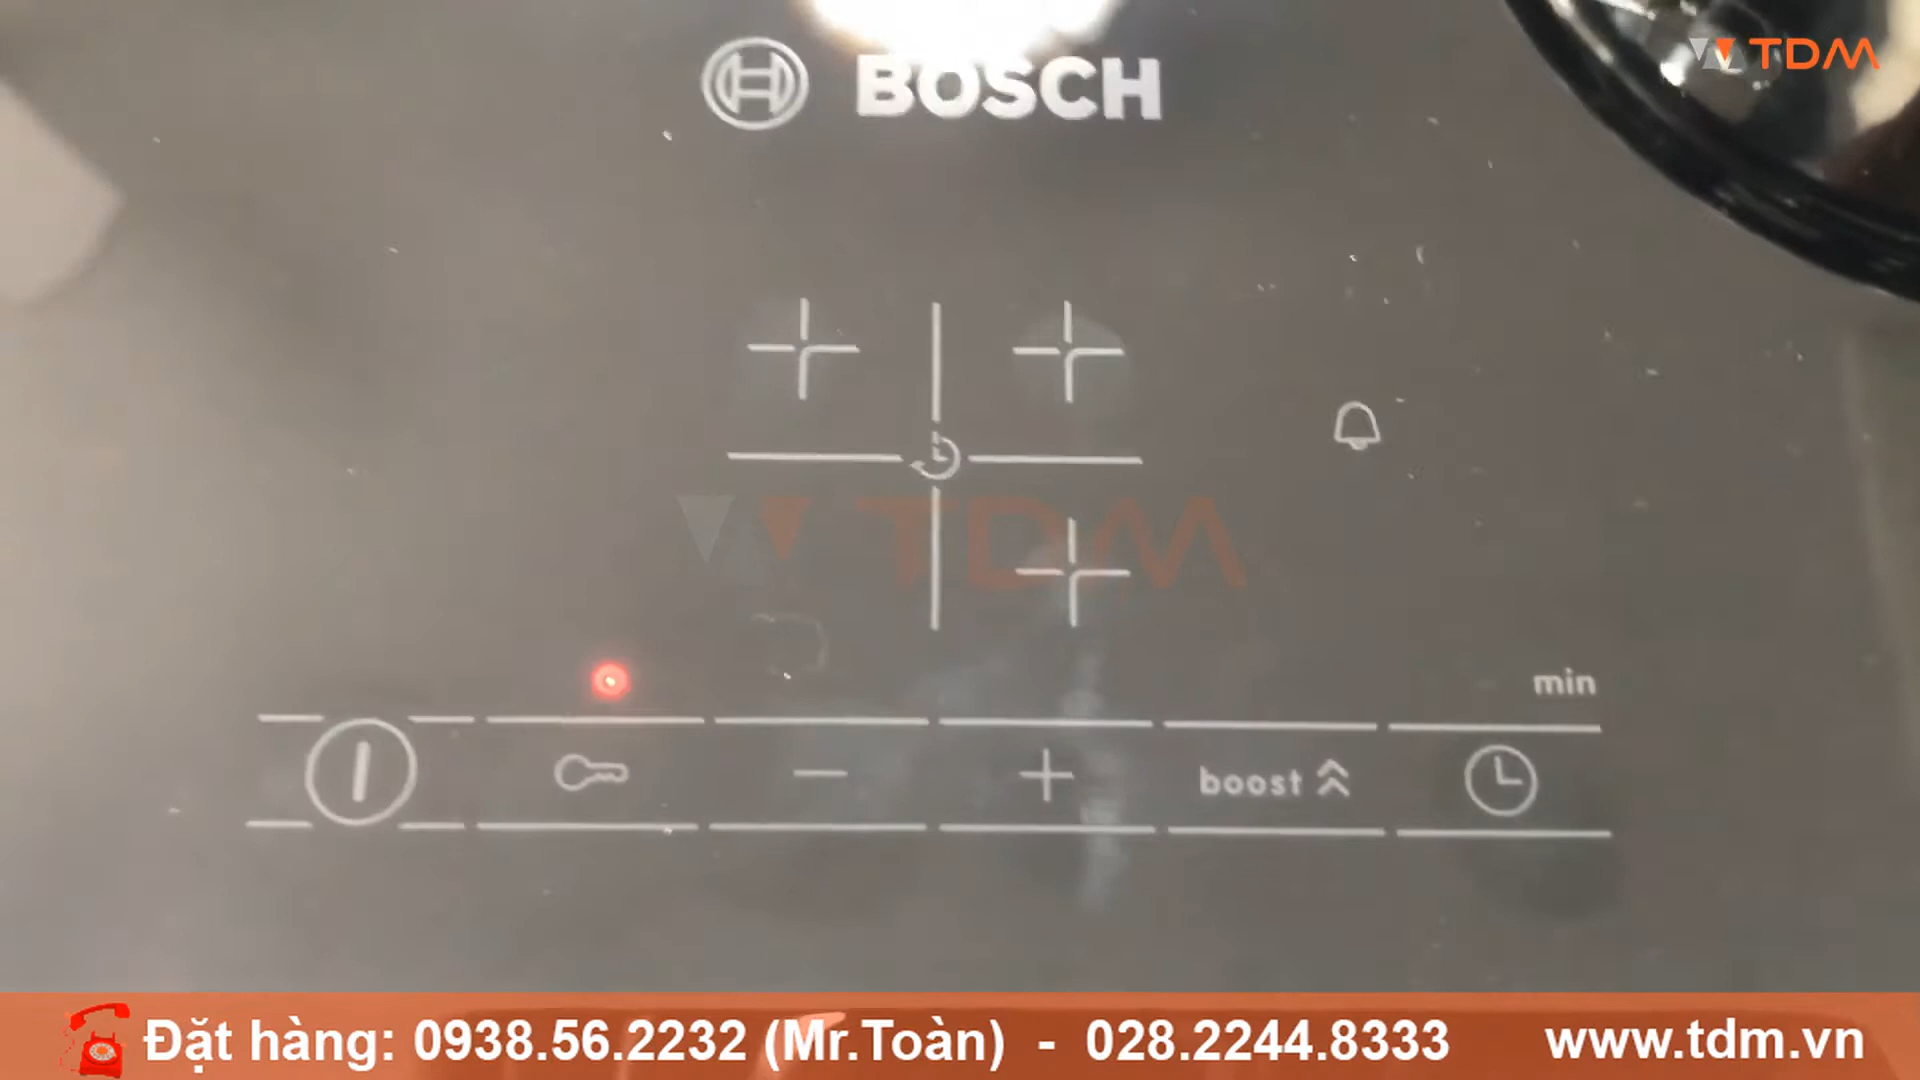 BOSCH
TDM
TDM
min
boost
Đặt hàng: 0938.56.2232 (Mr.Toàn) - 028.2244.8333 www.tdm.vn